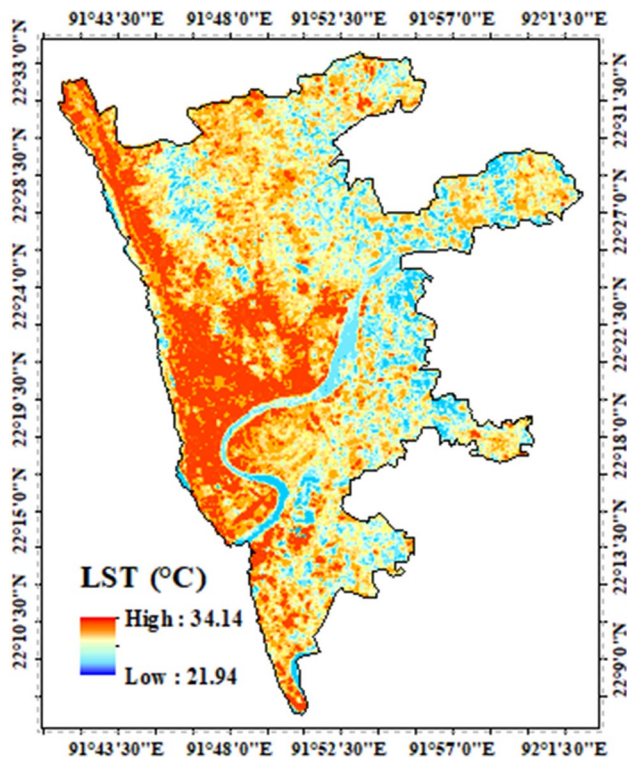 91°43'30"E 91°48'0"E 91°52'30"E 91°57'0"E 92°1'30"E
22°33'0"N
22°28'30"N
22°24'0"N
22°19'30"N
22°15'0"N
22°10'30"N
22°31'30"N
22°27'0"N
22°22'30"N
22°18'0"N
22°13'30"N
22°9'0"N
LST (°C)
High : 34.14
Low : 21.94
91°43'30"E 91°48'0"E 91°52'30"E 91°57'0"E 92°1'30"E